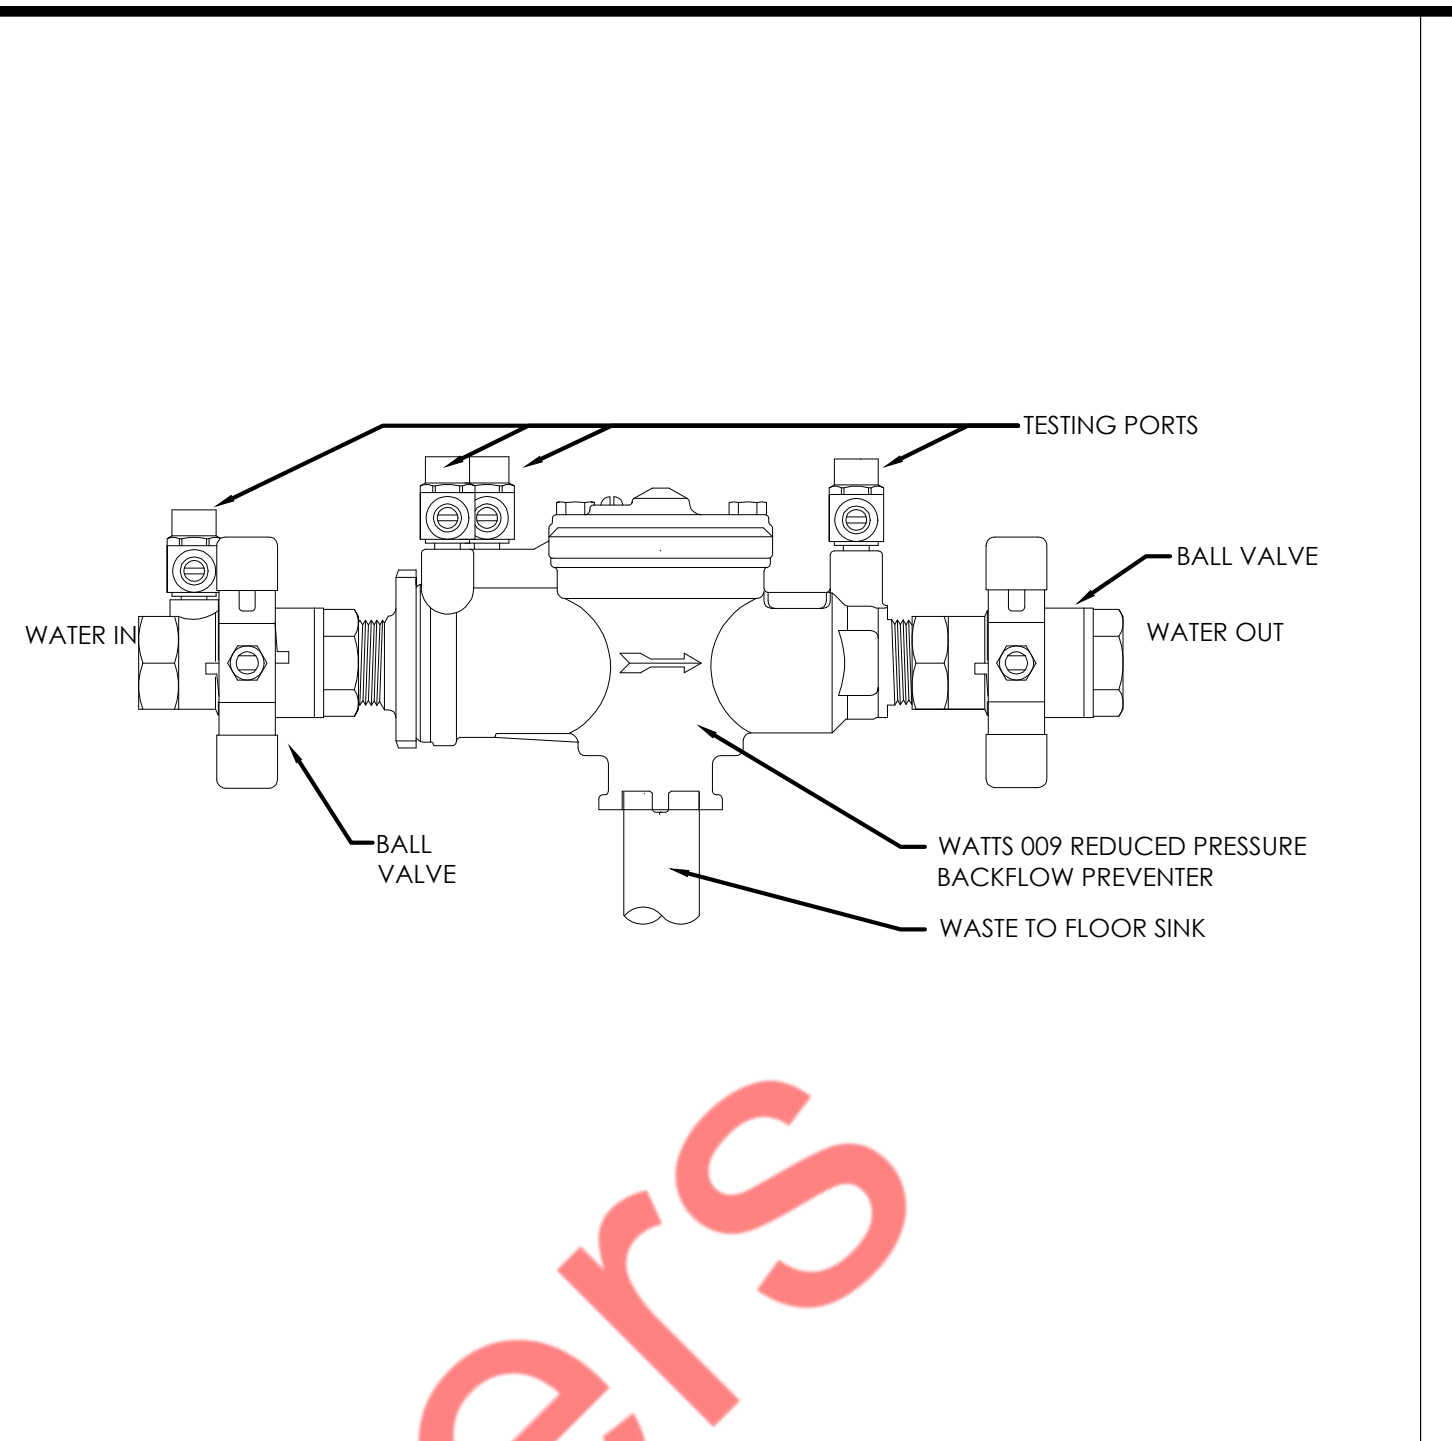 TESTING PORTS
BALL VALVE
WATER IN
WATER OUT
BALL
VALVE
WATTS 009 REDUCED PRESSURE
BACKFLOW PREVENTER
WASTE TO FLOOR SINK
ers